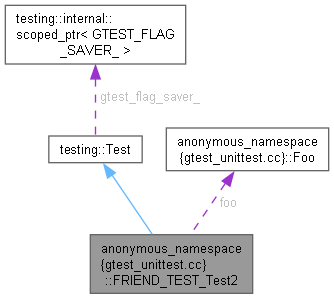 testing::internal::
scoped_ptr< GTEST_FLAG
_SAVER_ >
gtest_flag_saver_
testing::Test
anonymous_namespace
{gtest_unittest.cc}::Foo
foo
anonymous_namespace
{gtest_unittest.cc}
::FRIEND_TEST_Test2